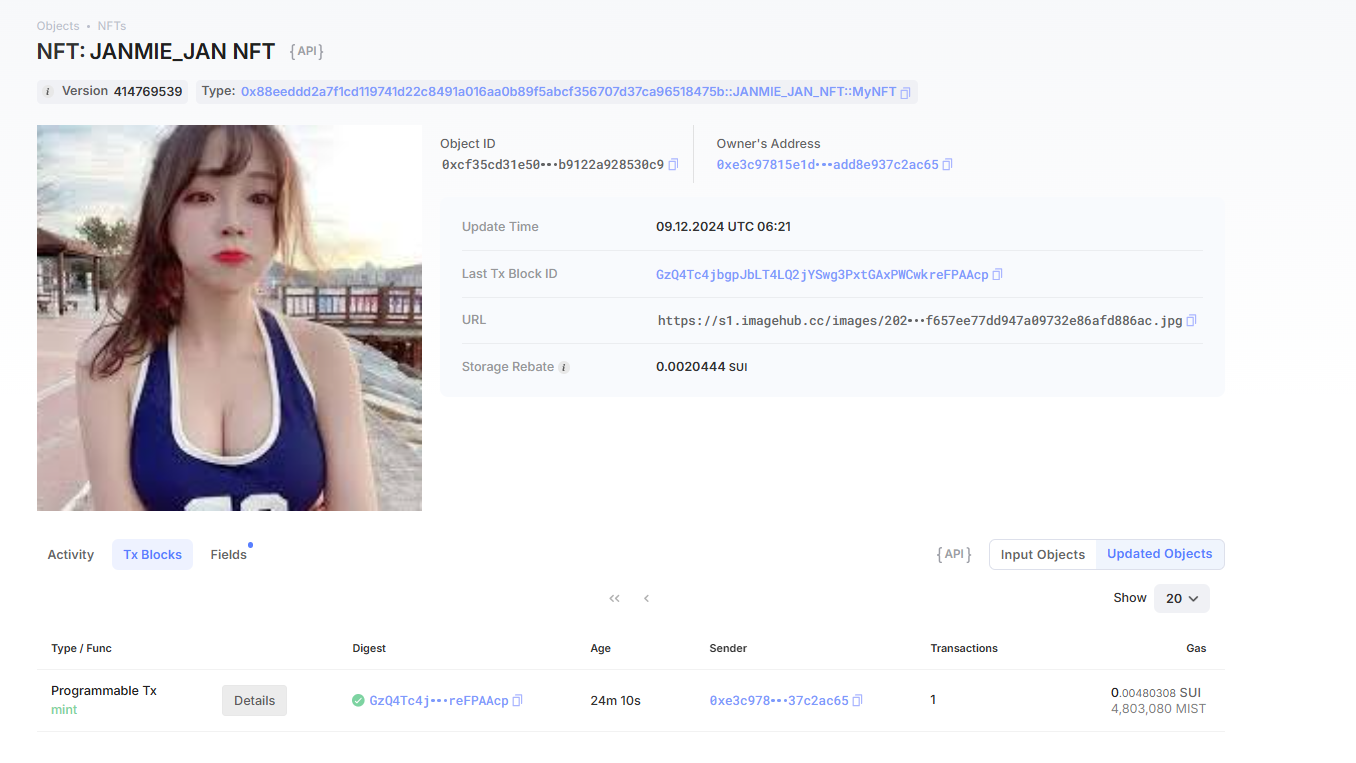 Objects • NFTs
NFT: JANMIE_JAN NFT {API}
i Version 414769539 Type: 0x88eeddd2a7f1cd119741d22c8491a016aa0b89f5abcf356707d37ca96518475b::JANMIE_JAN_NFT::MyNFT
Object ID
0xcf35cd31e50•••b9122a928530c9
Owner's Address
0xe3c97815e1d•••add8e937c2ac65
Update Time 09.12.2024 UTC 06:21
Last Tx Block ID GzQ4Tc4jbgpJbLT4LQ2jYSwg3PxtGAxPWCwkreFPAAcp
URL https://s1.imagehub.cc/images/202•••f657ee77dd947a09732e86afd886ac.jpg
Storage Rebate i 0.0020444 SUI
Activity Tx Blocks Fields {API} Input Objects Updated Objects
Show 20
Type / Func Digest Age Sender Transactions Gas
Programmable Tx
mint
Details GzQ4Tc4j•••reFPAAcp 24m 10s 0xe3c978•••37c2ac65 1
0.00480308 SUI
4,803,080 MIST